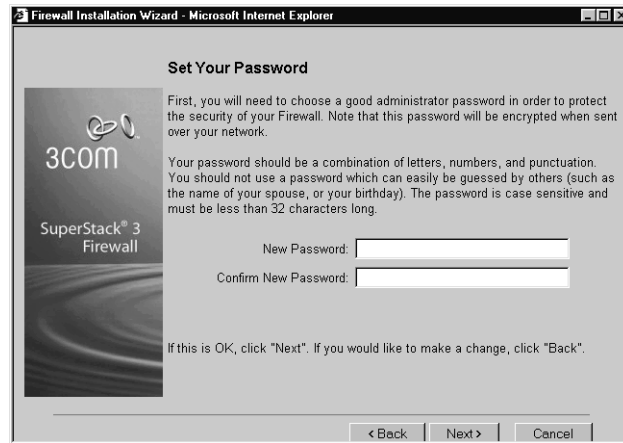 Firewall Installation Wizard - Microsoft Internet Explorer
Set Your Password
First, you will need to choose a good administrator password in order to protect
the security of your Firewall. Note that this password will be encrypted when sent
over your network.
Your password should be a combination of letters, numbers, and punctuation.
You should not use a password which can easily be guessed by others (such as
the name of your spouse, or your birthday). The password is case sensitive and
must be less than 32 characters long.
3COM
SuperStack® 3
Firewall
New Password:
Confirm New Password:
If this is OK, click "Next". If you would like to make a change, click "Back".
< Back
Next >
Cancel